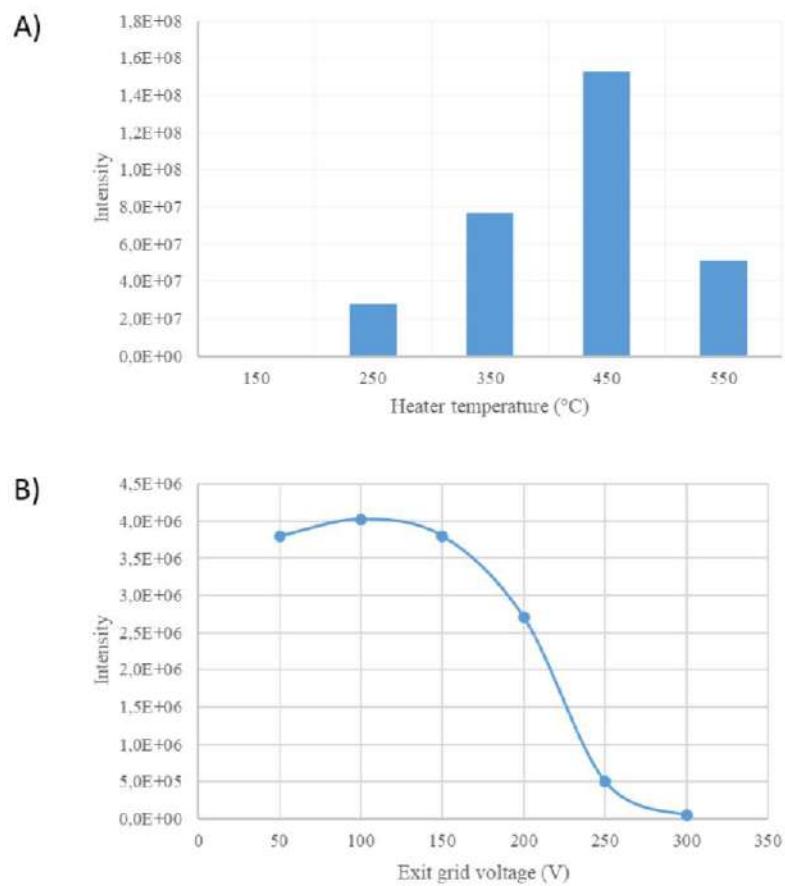 A)
1,8E+08
1,6E+08
1,4E+08
1,2E+08
1,0E+08
8,0E+07
6,0E+07
4,0E+07
2,0E+07
0,0E+00
Intensity
150 250 350 450 550
Heater temperature (°C)
B)
4,5E+06
4,0E+06
3,5E+06
3,0E+06
2,5E+06
2,0E+06
1,5E+06
1,0E+06
5,0E+05
0,0E+00
Intensity
0 50 100 150 200 250 300 350
Exit grid voltage (V)